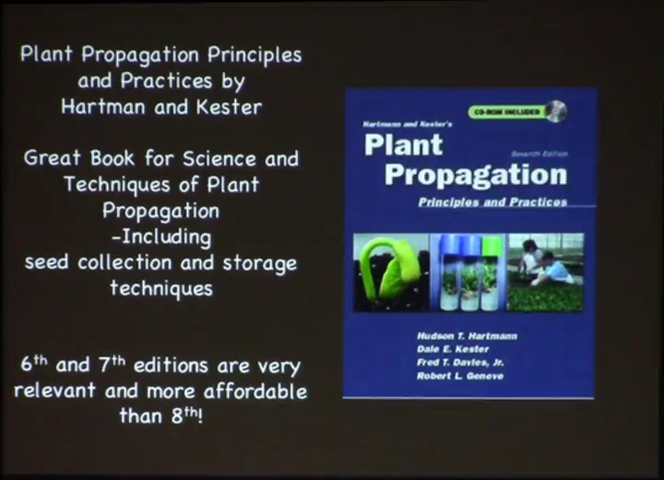 Plant Propagation Principles
and Practices by
Hartman and Kester
Great Book for Science and
Techniques of Plant
Propagation
-Including
seed collection and storage
techniques
6th and 7th editions are very
relevant and more affordable
than 8th!
CD-ROM INCLUDED
Hartmann and Kester's
Plant
Propagation
Seventh Edition
Principles and Practices
Hudson T. Hartmann
Dale E. Kester
Fred T. Davies, Jr.
Robert L. Geneve